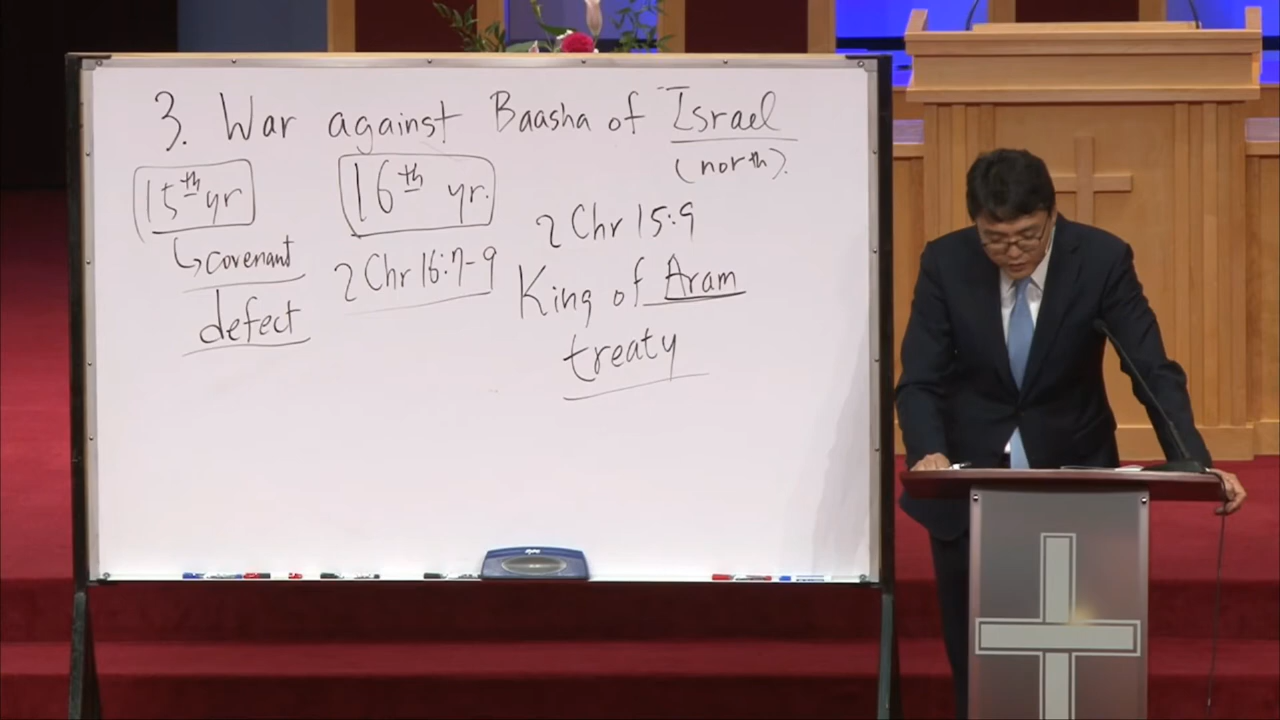 3. War against Baasha of Israel
(north).
15th yr
16th yr.
2 Chr 15:9
↳covenant
2 Chr 16:7-9
King of Aram
defect
treaty